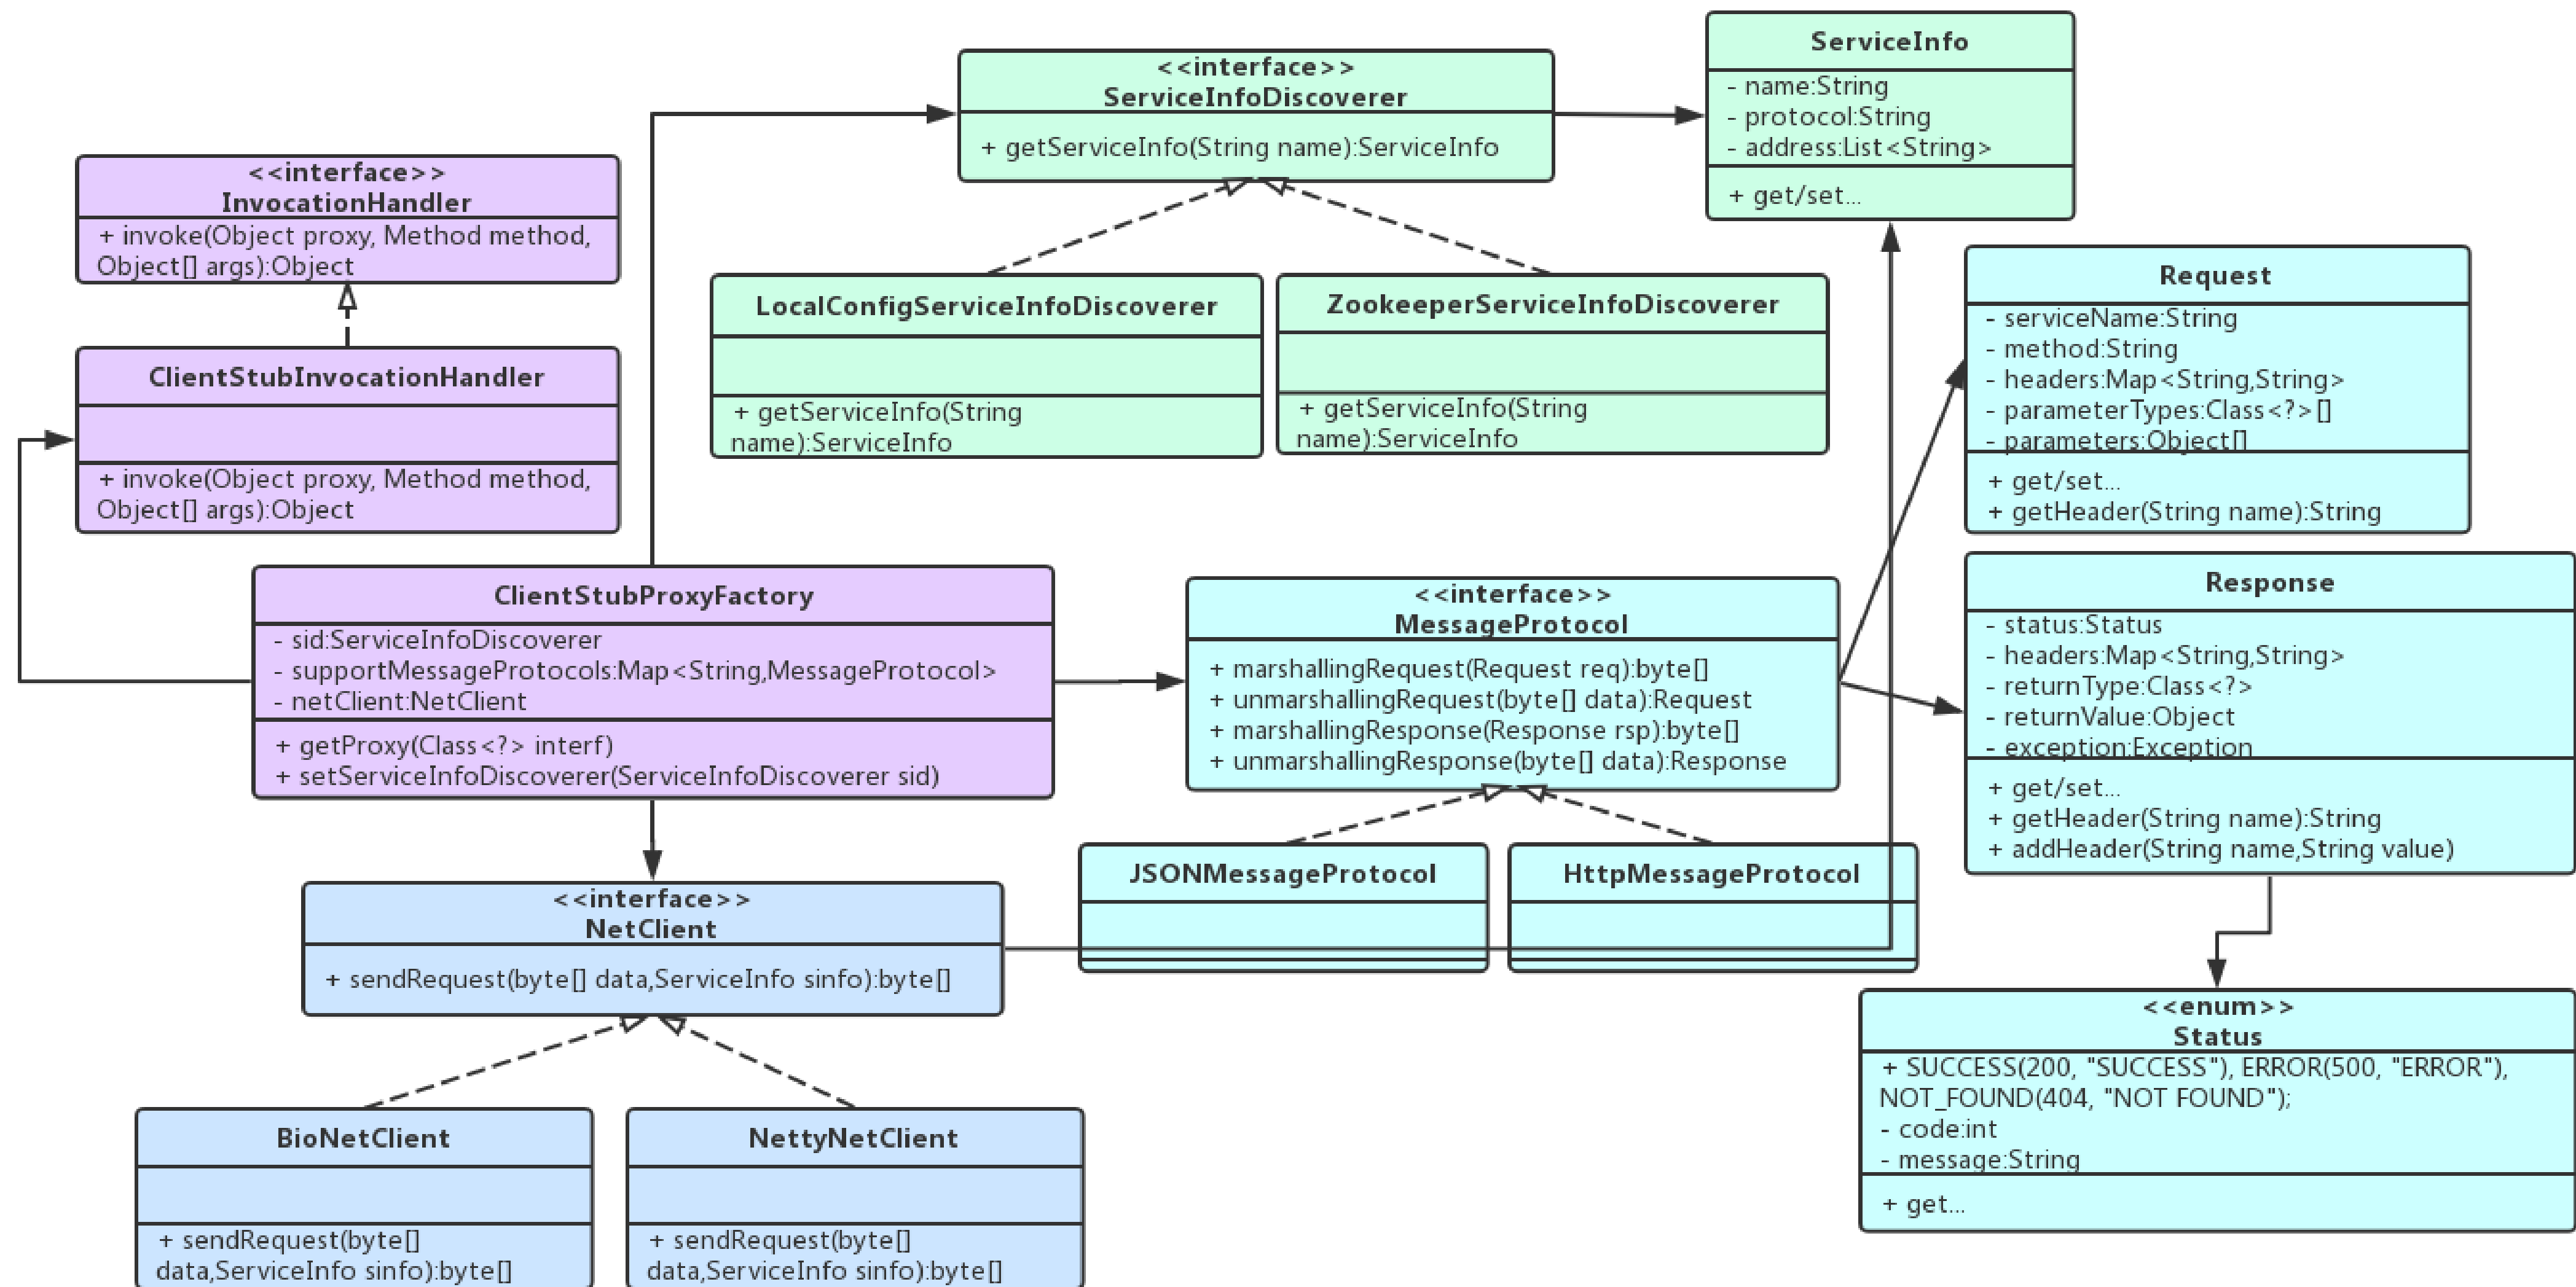 <<interface>>
ServiceInfoDiscoverer
+ getServiceInfo(String name):ServiceInfo
ServiceInfo
- name:String
- protocol:String
- address:List<String>
+ get/set...
<<interface>>
InvocationHandler
+ invoke(Object proxy, Method method,
Object[] args):Object
ClientStubInvocationHandler
+ invoke(Object proxy, Method method,
Object[] args):Object
LocalConfigServiceInfoDiscoverer
+ getServiceInfo(String
name):ServiceInfo
ZookeeperServiceInfoDiscoverer
+ getServiceInfo(String
name):ServiceInfo
Request
- serviceName:String
- method:String
- headers:Map<String,String>
- parameterTypes:Class<?>[]
- parameters:Object[]
+ get/set...
+ getHeader(String name):String
ClientStubProxyFactory
- sid:ServiceInfoDiscoverer
- supportMessageProtocols:Map<String,MessageProtocol>
- netClient:NetClient
+ getProxy(Class<?> interf)
+ setServiceInfoDiscoverer(ServiceInfoDiscoverer sid)
<<interface>>
MessageProtocol
+ marshallingRequest(Request req):byte[]
+ unmarshallingRequest(byte[] data):Request
+ marshallingResponse(Response rsp):byte[]
+ unmarshallingResponse(byte[] data):Response
Response
- status:Status
- headers:Map<String,String>
- returnType:Class<?>
- returnValue:Object
- exception:Exception
+ get/set...
+ getHeader(String name):String
+ addHeader(String name,String value)
<<interface>>
NetClient
+ sendRequest(byte[] data,ServiceInfo sinfo):byte[]
JSONMessageProtocol
HttpMessageProtocol
<<enum>>
Status
+ SUCCESS(200, "SUCCESS"), ERROR(500, "ERROR"),
NOT_FOUND(404, "NOT FOUND");
- code:int
- message:String
+ get...
BioNetClient
+ sendRequest(byte[]
data,ServiceInfo sinfo):byte[]
NettyNetClient
+ sendRequest(byte[]
data,ServiceInfo sinfo):byte[]